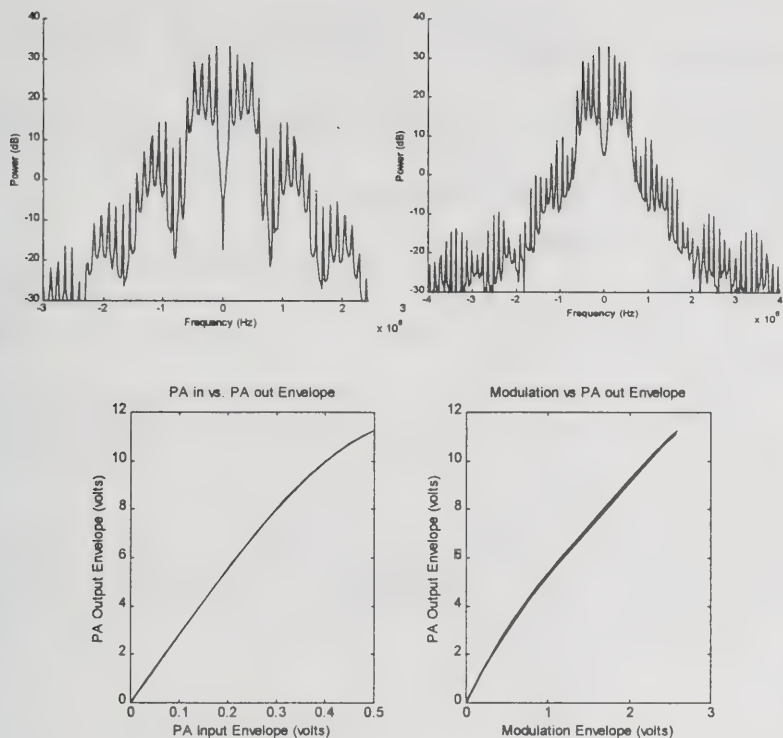 40
30
20
10
0
-10
-20
-30
Power (dB)
-3 -2 -1 0 1 2 3
Frequency (Hz)
x 10⁶
40
30
20
10
0
-10
-20
-30
Power (dB)
-4 -3 -2 -1 0 1 2 3 4
Frequency (Hz)
x 10⁶
PA in vs. PA out Envelope
12
10
8
6
4
2
0
PA Output Envelope (volts)
0 0.1 0.2 0.3 0.4 0.5
PA Input Envelope (volts)
Modulation vs PA out Envelope
12
10
8
6
4
2
0
PA Output Envelope (volts)
0 1 2 3
Modulation Envelope (volts)